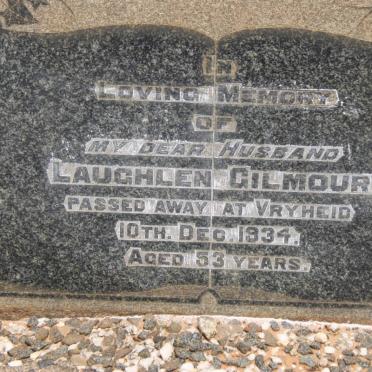 IN
LOVING MEMORY
OF
MY DEAR HUSBAND
LAUGHLEN GILMOUR
PASSED AWAY AT VRYHEID
10TH. DEC. 1934.
AGED 53 YEARS.